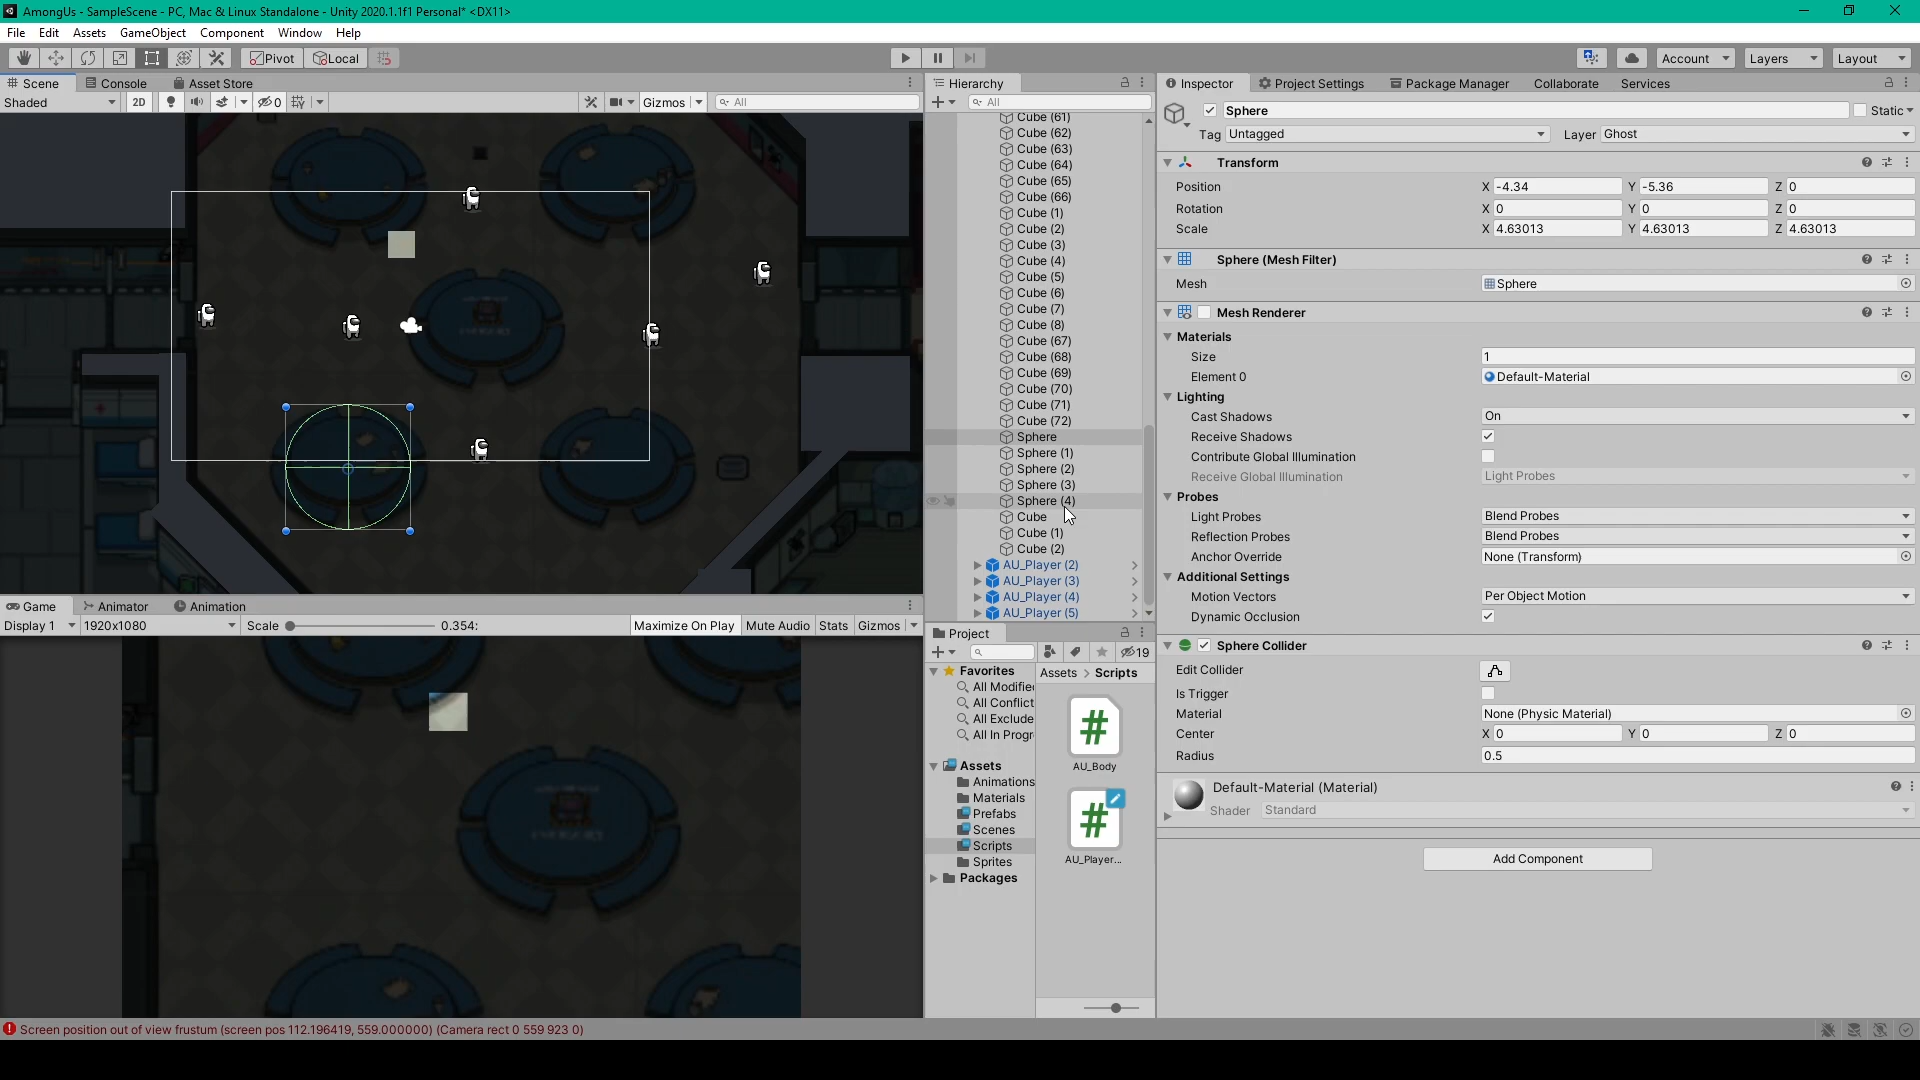 AmongUs - SampleScene - PC, Mac & Linux Standalone - Unity 2020.1.1f1 Personal* <DX11>
File Edit Assets GameObject Component Window Help
Pivot Local Account Layers Layout
Scene Console Asset Store
Shaded 2D 0 Gizmos All
Hierarchy
All
Cube (61)
Cube (62)
Cube (63)
Cube (64)
Cube (65)
Cube (66)
Cube (1)
Cube (2)
Cube (3)
Cube (4)
Cube (5)
Cube (6)
Cube (7)
Cube (8)
Cube (67)
Cube (68)
Cube (69)
Cube (70)
Cube (71)
Cube (72)
Sphere
Sphere (1)
Sphere (2)
Sphere (3)
Sphere (4)
Cube
Cube (1)
Cube (2)
AU_Player (2)
AU_Player (3)
AU_Player (4)
AU_Player (5)
Game Animator Animation
Display 1 1920x1080 Scale 0.354: Maximize On Play Mute Audio Stats Gizmos
Project
19
Favorites
All Modifie
All Conflict
All Exclude
All In Progr
Assets
Animations
Materials
Prefabs
Scenes
Scripts
Sprites
Packages
Assets > Scripts
AU_Body
AU_Player...
Inspector Project Settings Package Manager Collaborate Services
Sphere Static
Tag Untagged Layer Ghost
Transform
Position X -4.34 Y -5.36 Z 0
Rotation X 0 Y 0 Z 0
Scale X 4.63013 Y 4.63013 Z 4.63013
Sphere (Mesh Filter)
Mesh Sphere
Mesh Renderer
Materials
Size 1
Element 0 Default-Material
Lighting
Cast Shadows On
Receive Shadows
Contribute Global Illumination
Receive Global Illumination Light Probes
Probes
Light Probes Blend Probes
Reflection Probes Blend Probes
Anchor Override None (Transform)
Additional Settings
Motion Vectors Per Object Motion
Dynamic Occlusion
Sphere Collider
Edit Collider
Is Trigger
Material None (Physic Material)
Center X 0 Y 0 Z 0
Radius 0.5
Default-Material (Material)
Shader Standard
Add Component
Screen position out of view frustum (screen pos 112.196419, 559.000000) (Camera rect 0 559 923 0)